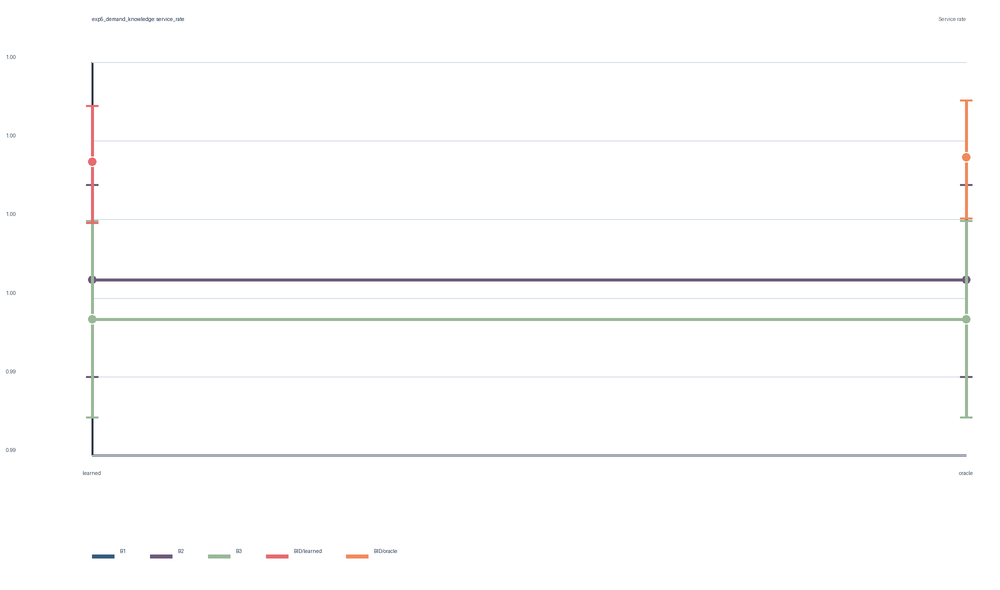 exp5_demand_knowledge: service_rate
Service rate
1.00
1.00
1.00
1.00
0.99
0.99
learned
oracle
B1
B2
B3
BID/learned
BID/oracle